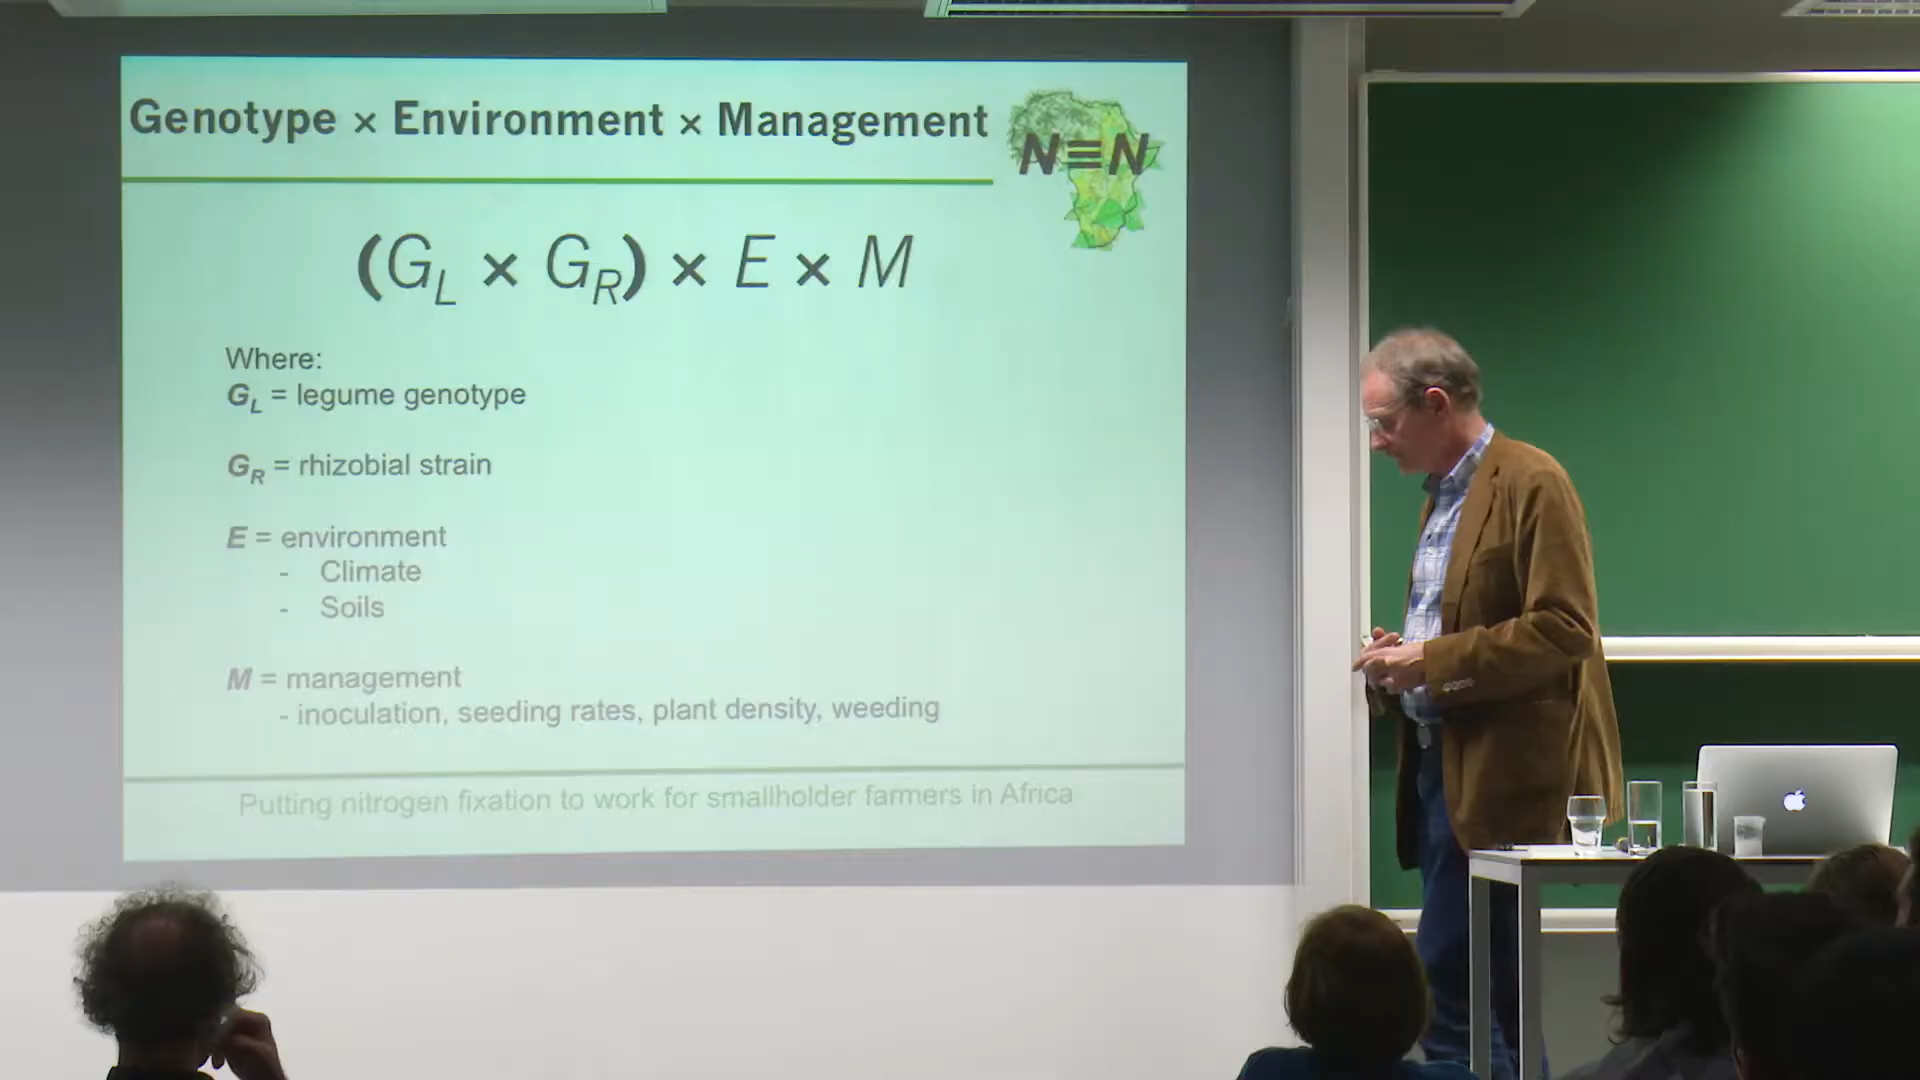 Genotype × Environment × Management
N≡N
(G_L × G_R) × E × M
Where:
G_L = legume genotype
G_R = rhizobial strain
E = environment
- Climate
- Soils
M = management
- inoculation, seeding rates, plant density, weeding
Putting nitrogen fixation to work for smallholder farmers in Africa